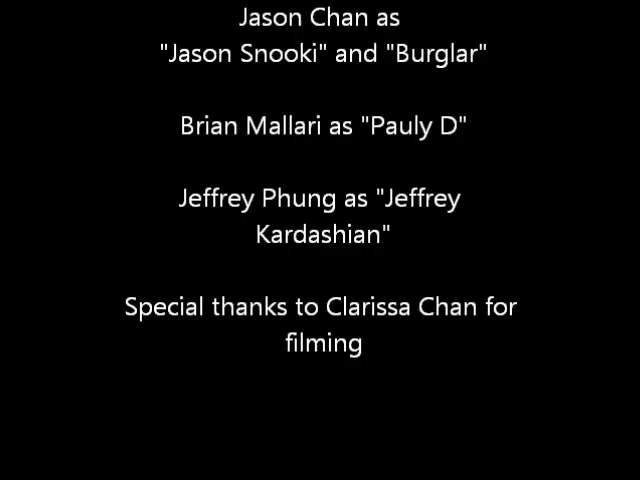 Jason Chan as
"Jason Snooki" and "Burglar"
Brian Mallari as "Pauly D"
Jeffrey Phung as "Jeffrey
Kardashian"
Special thanks to Clarissa Chan for
filming